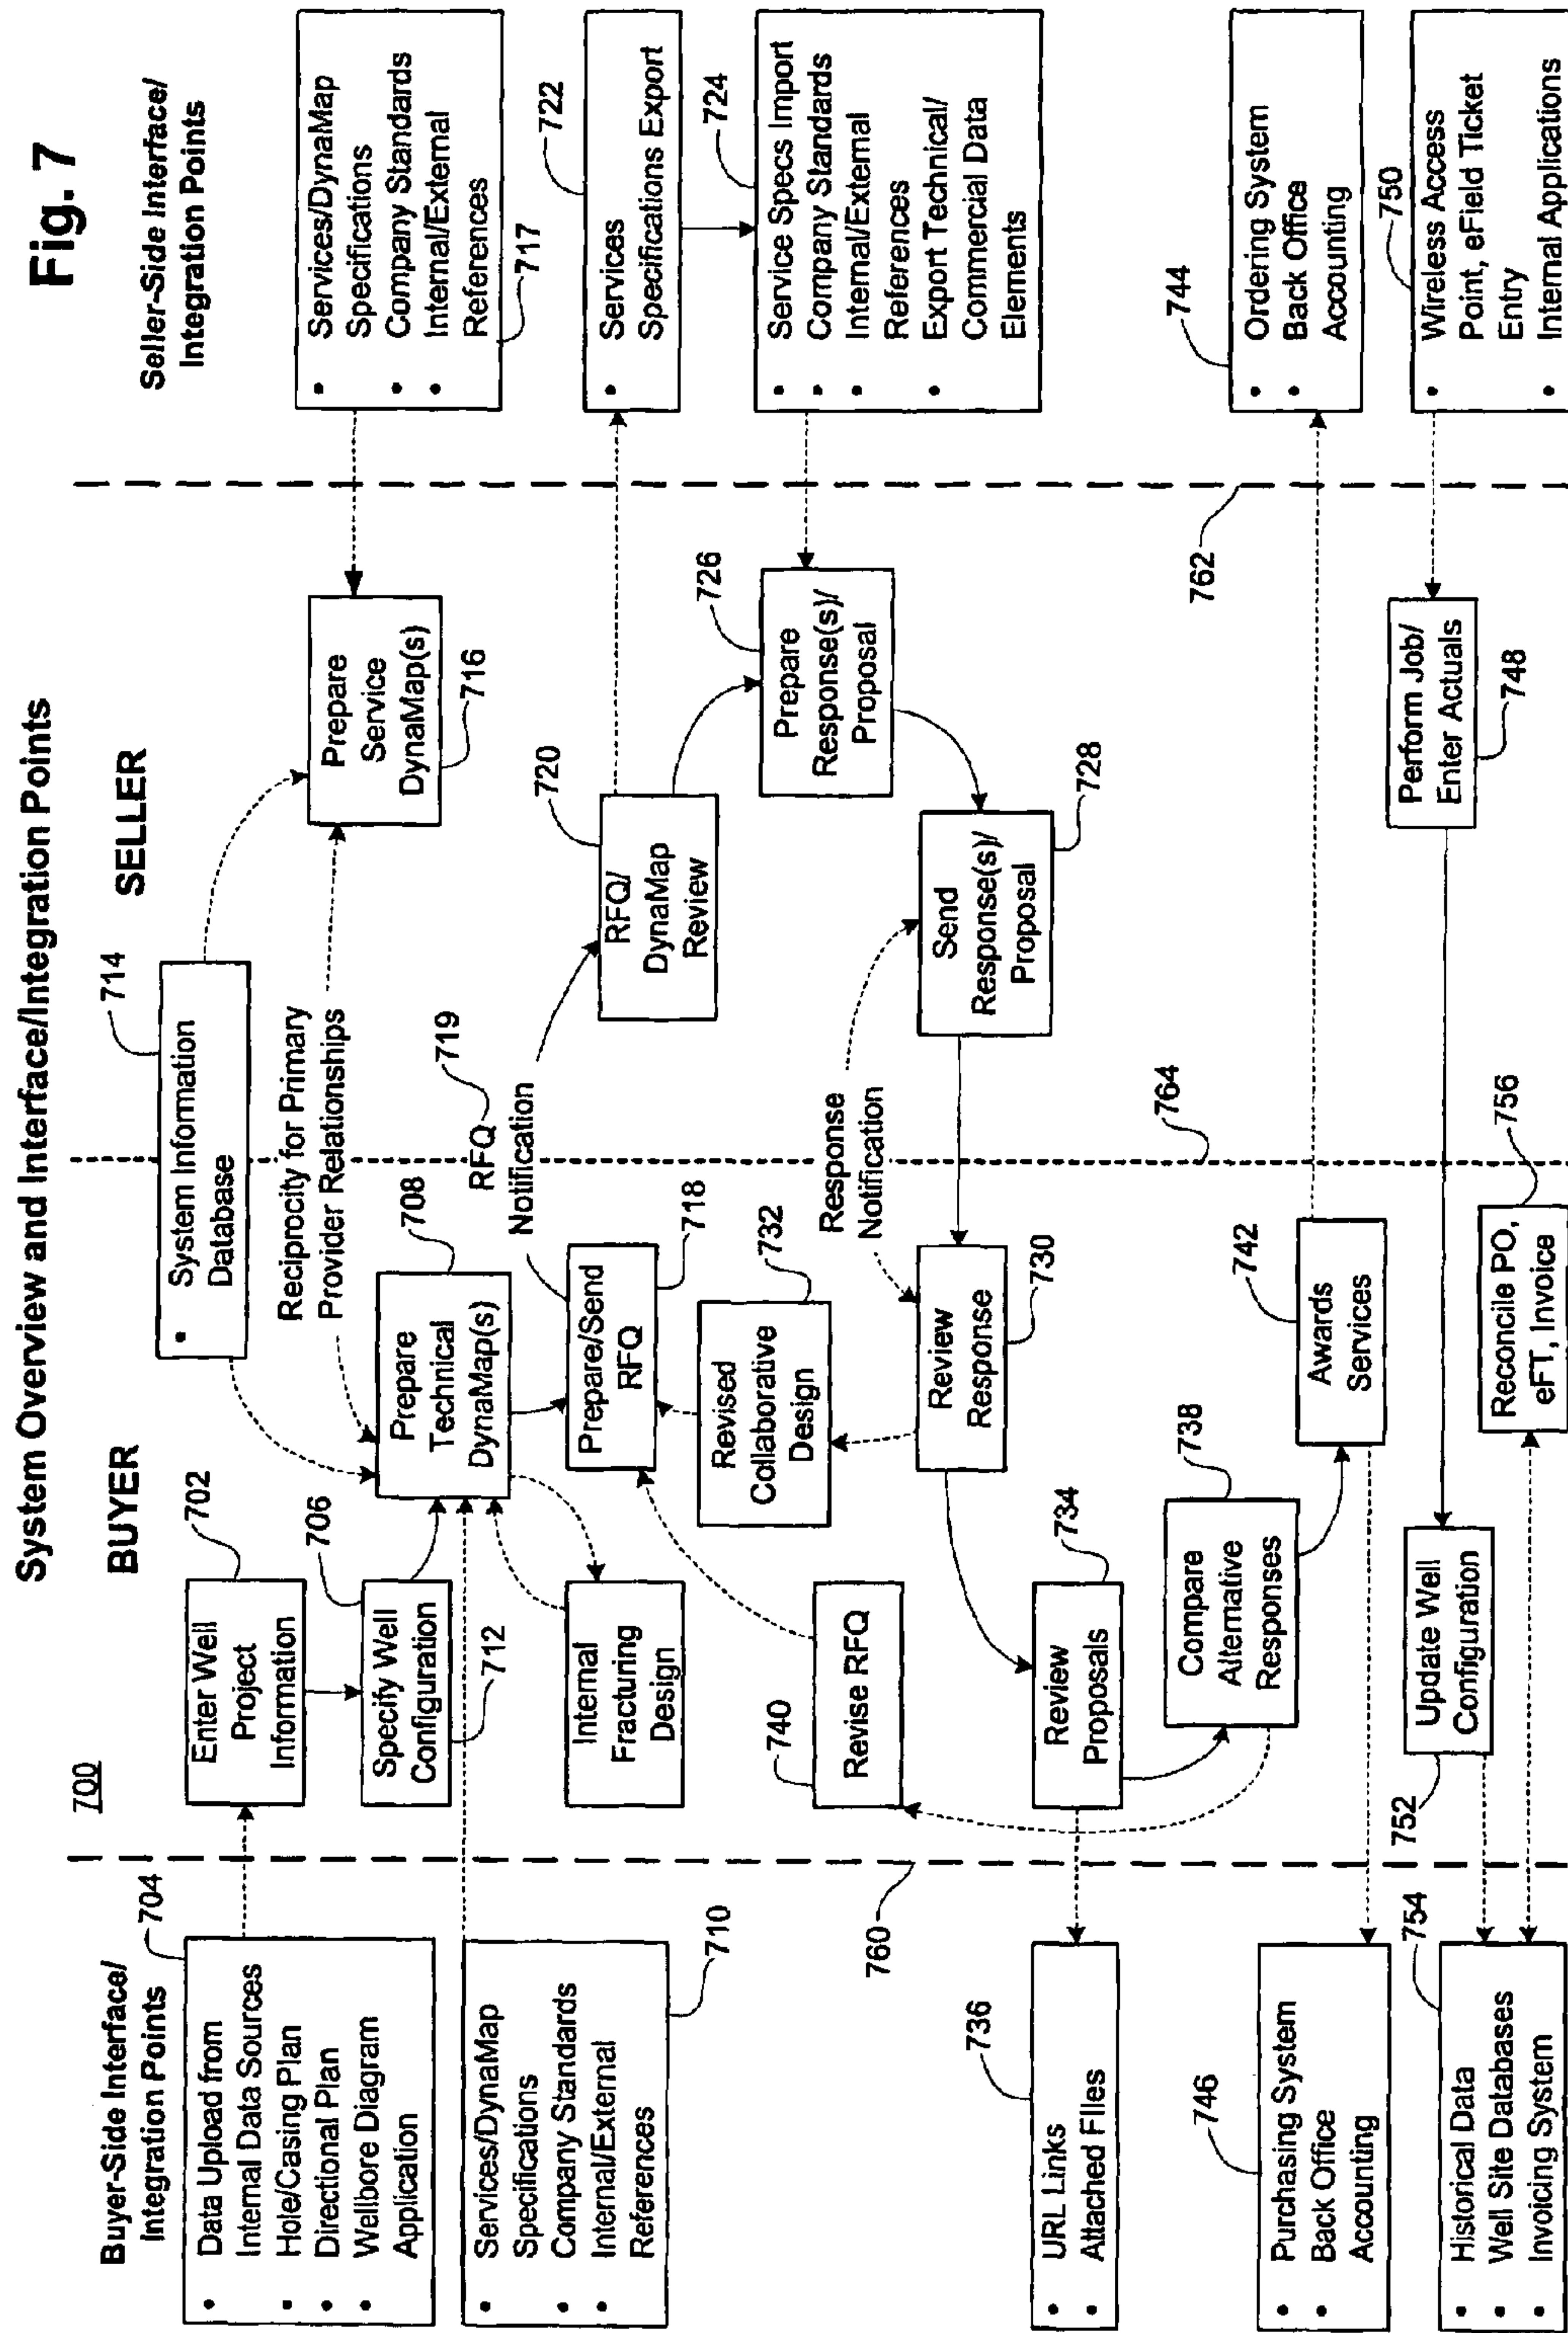 Fig. 7
System Overview and Interface/Integration Points
Buyer-Side Interface/
Integration Points
700
BUYER
SELLER
Seller-Side Interface/
Integration Points
704
• Data Upload from
Internal Data Sources
• Hole/Casing Plan
• Directional Plan
• Wellbore Diagram
Application
702
Enter Well
Project
Information
706
Specify Well
Configuration
712
714
• System Information
Database
Reciprocity for Primary
Provider Relationships
Prepare
Service
DynaMap(s)
716
• Services/DynaMap
Specifications
• Company Standards
• Internal/External
References
717
• Services/DynaMap
Specifications
• Company Standards
• Internal/External
References
710
708
Prepare
Technical
DynaMap(s)
Internal
Fracturing
Design
RFQ
719
Notification
Prepare/Send
RFQ
718
720
RFQ/
DynaMap
Review
722
• Services
Specifications Export
724
• Service Specs Import
• Company Standards
• Internal/External
References
• Export Technical/
Commercial Data
Elements
726
Prepare
Response(s)/
Proposal
732
Revised
Collaborative
Design
740
Revise RFQ
760
Response
Notification
Send
Response(s)/
Proposal
728
Review
Response
730
736
• URL Links
• Attached Files
734
Review
Proposals
738
Compare
Alternative
Responses
764
762
742
Awards
Services
744
• Ordering System
• Back Office
Accounting
746
• Purchasing System
• Back Office
Accounting
750
• Wireless Access
Point, eField Ticket
Entry
• Internal Applications
Perform Job/
Enter Actuals
748
752
Update Well
Configuration
754
• Historical Data
• Well Site Databases
• Invoicing System
756
Reconcile PO,
eFT, Invoice